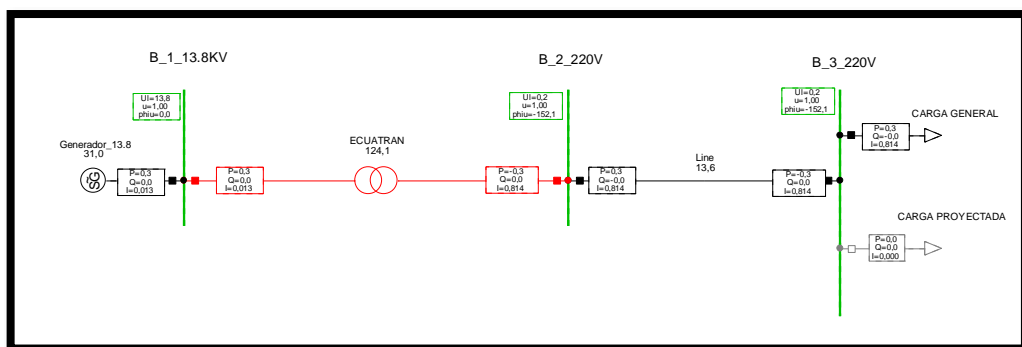 B_1_13.8KV
B_2_220V
B_3_220V
Ul=13,8
u=1,00
phiu=0,0
Ul=0,2
u=1,00
phiu=-152,1
Ul=0,2
u=1,00
phiu=-152,1
CARGA GENERAL
P=0,3
Q=-0,0
I=0,814
Generador_13.8
31,0
SG
P=0,3
Q=0,0
I=0,013
P=0,3
Q=0,0
I=0,013
ECUATRAN
124,1
P=-0,3
Q=0,0
I=0,814
P=0,3
Q=-0,0
I=0,814
Line
13,6
P=-0,3
Q=0,0
I=0,814
CARGA PROYECTADA
P=0,0
Q=0,0
I=0,000